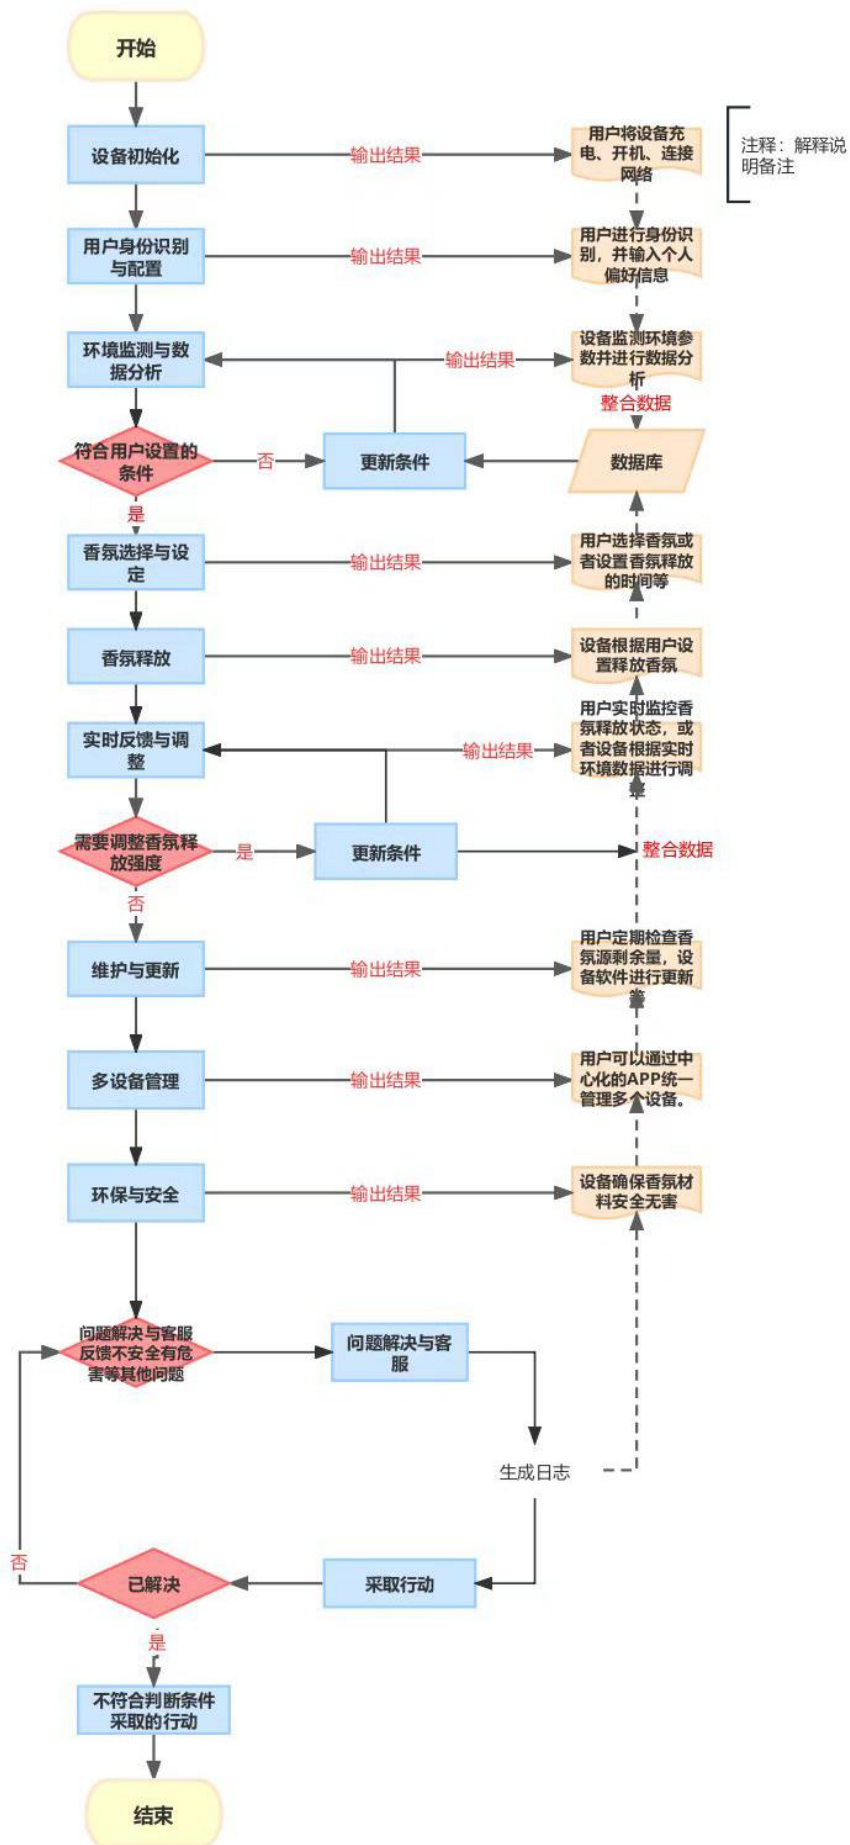 开始
设备初始化
输出结果
用户将设备充
电、开机、连接
网络
注释：解释说
明备注
用户身份识别
与配置
输出结果
用户进行身份识
别，并输入个人
偏好信息
环境监测与数
据分析
输出结果
设备监测环境参
数并进行数据分
析
整合数据
符合用户设置的
条件
否
更新条件
数据库
是
香氛选择与设
定
输出结果
用户选择香氛或
者设置香氛释放
的时间等
香氛释放
输出结果
设备根据用户设
置释放香氛
实时反馈与调
整
输出结果
用户实时监控香
氛释放状态，或
者设备根据实时
环境数据进行调
整
需要调整香氛释
放强度
是
更新条件
整合数据
否
维护与更新
输出结果
用户定期检查香
氛源剩余量，设
备软件进行更新
等
多设备管理
输出结果
用户可以通过中
心化的APP统一
管理多个设备。
环保与安全
输出结果
设备确保香氛材
料安全无害
问题解决与客服
反馈不安全有危
害等其他问题
问题解决与客
服
生成日志
否
已解决
采取行动
是
不符合判断条件
采取的行动
结束